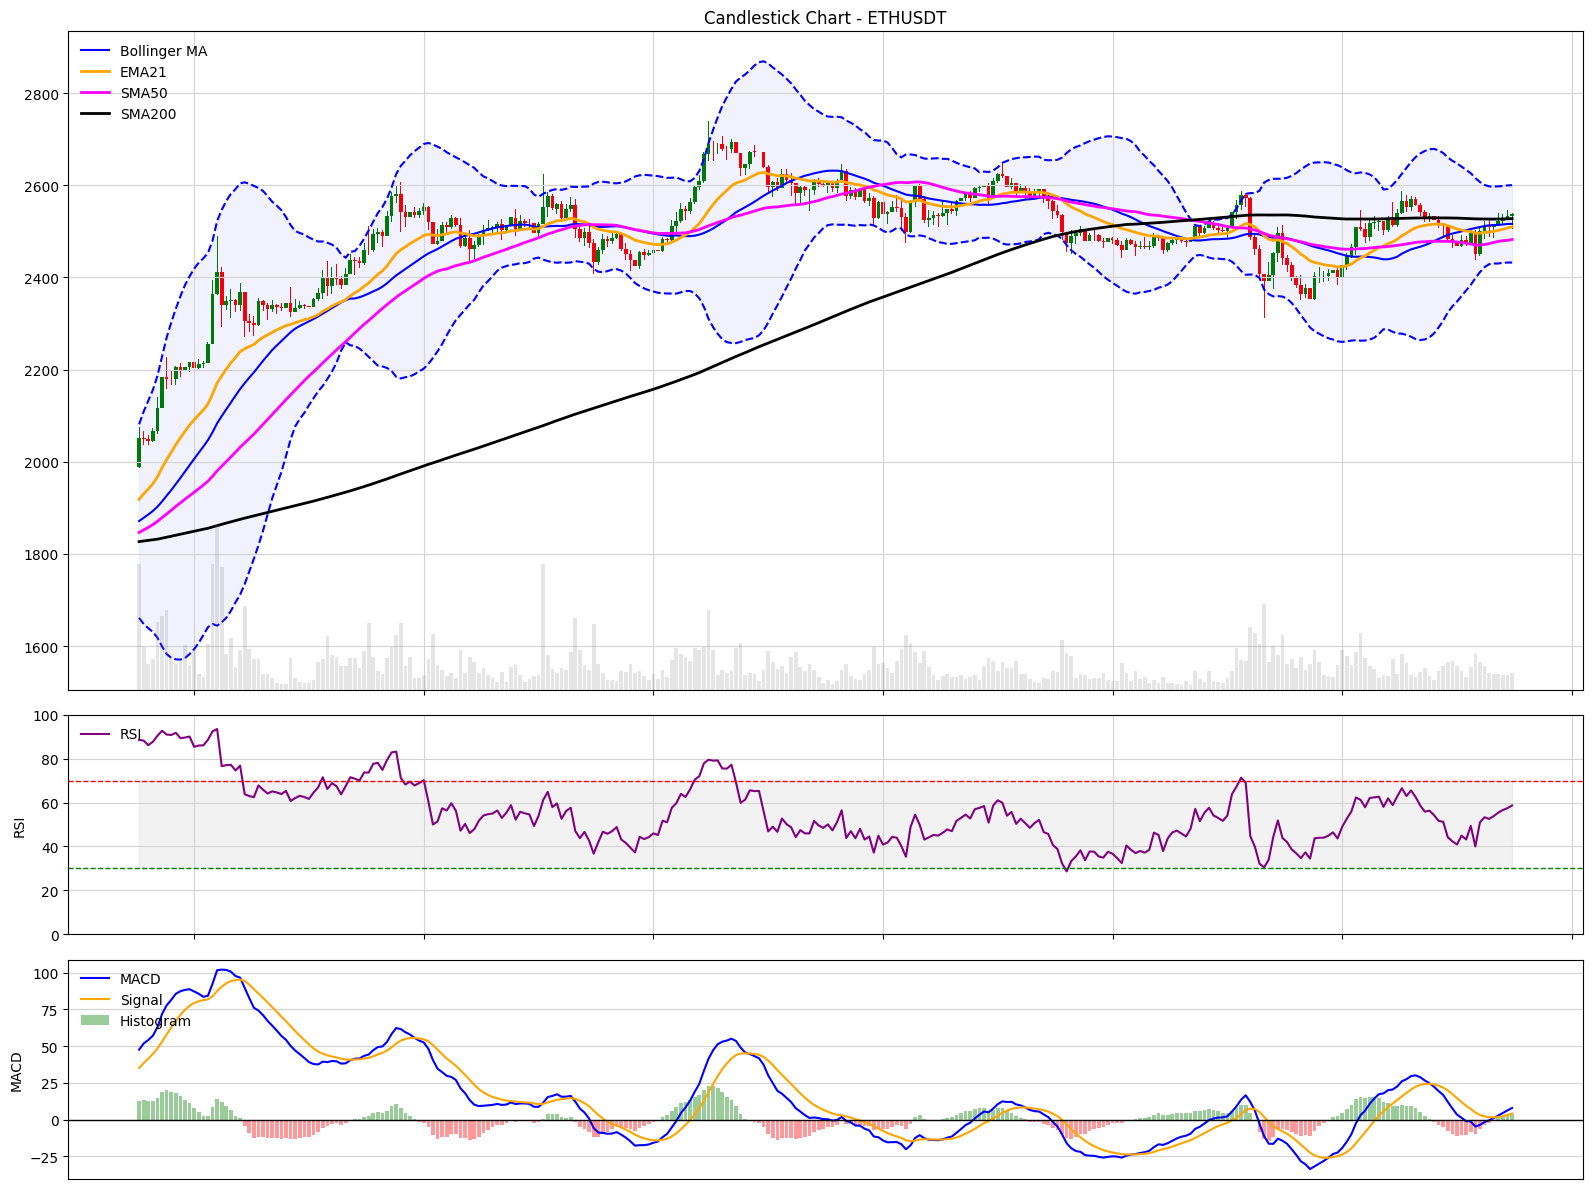 Candlestick Chart - ETHUSDT
Bollinger MA
EMA21
SMA50
SMA200
2800
2600
2400
2200
2000
1800
1600
RSI
100
80
60
40
20
0
RSI
MACD
Signal
Histogram
100
75
50
25
0
−25
MACD